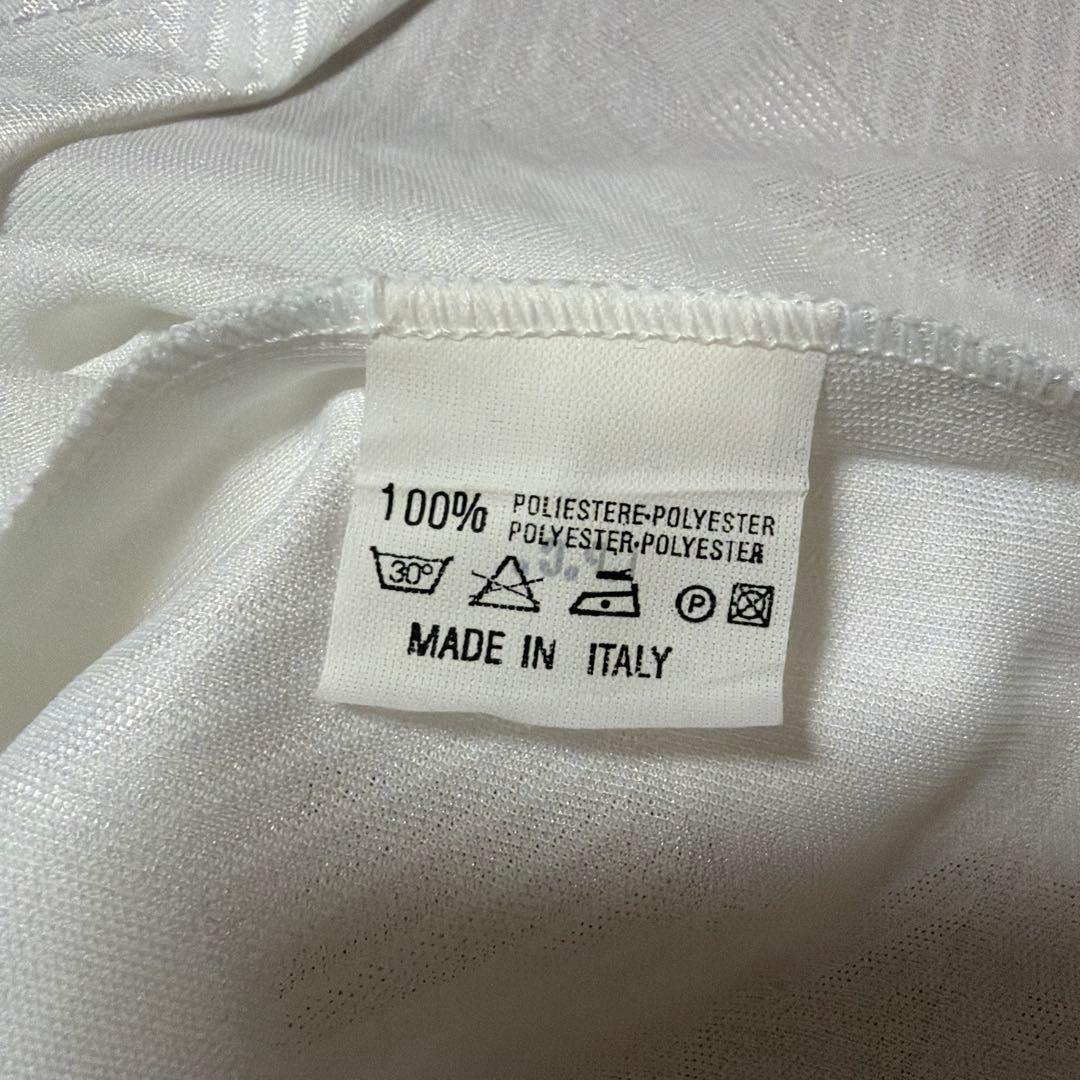 100% POLIESTERE·POLYESTER
POLYESTER·POLYESTER
30°
P
MADE IN ITALY